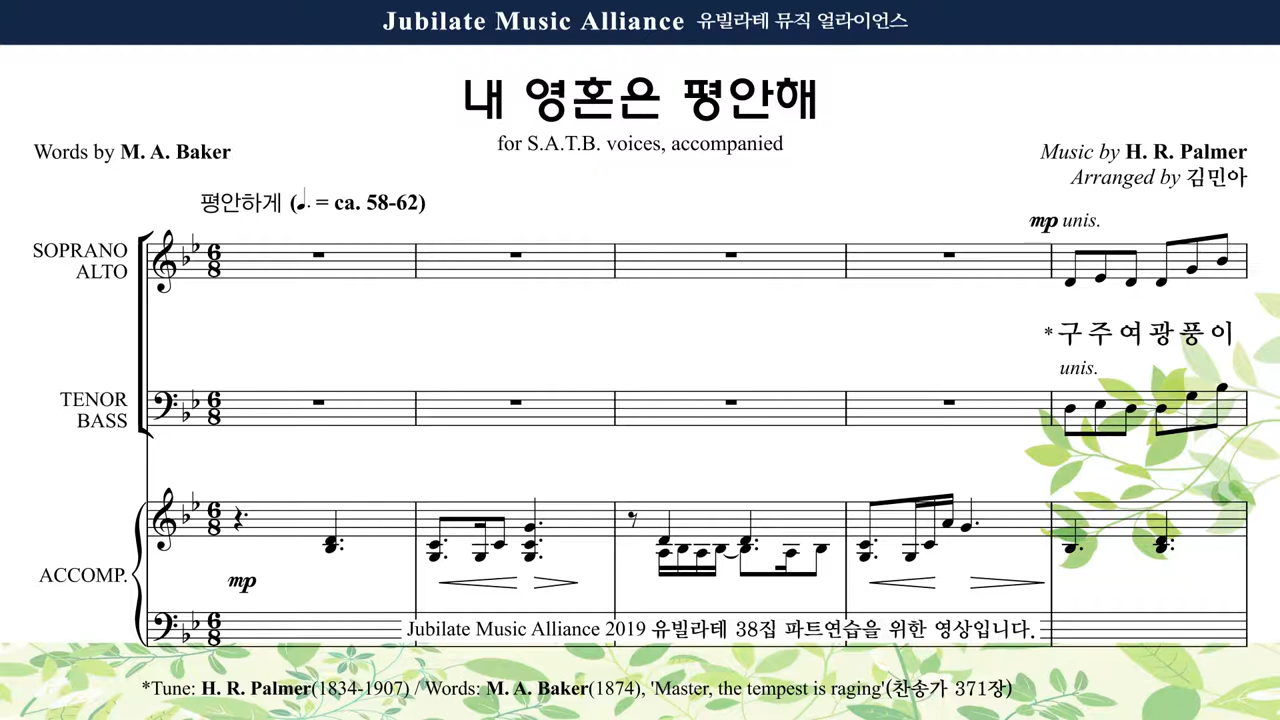 Jubilate Music Alliance 유빌라테 뮤직 얼라이언스
내 영혼은 평안해
for S.A.T.B. voices, accompanied
Words by M. A. Baker
Music by H. R. Palmer
Arranged by 김민아
평안하게 (♩. = ca. 58-62)
mp unis.
SOPRANO
ALTO
*구 주 여 광 풍 이
unis.
TENOR
BASS
ACCOMP.
mp
Jubilate Music Alliance 2019 유빌라테 38집 파트연습을 위한 영상입니다.
*Tune: H. R. Palmer(1834-1907) / Words: M. A. Baker(1874), 'Master, the tempest is raging'(찬송가 371장)